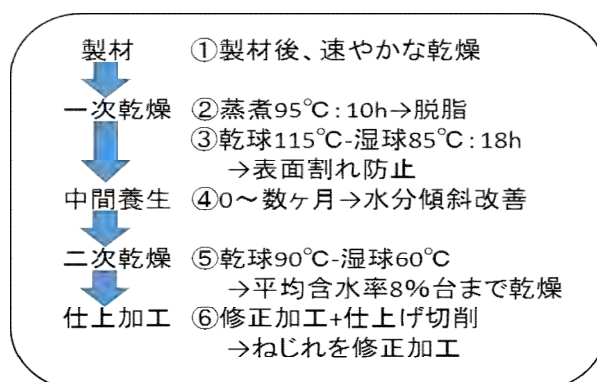 製材 ①製材後、速やかな乾燥
一次乾燥 ②蒸煮95℃:10h→脱脂
③乾球115℃-湿球85℃:18h
→表面割れ防止
中間養生 ④0～数ヶ月→水分傾斜改善
二次乾燥 ⑤乾球90℃-湿球60℃
→平均含水率8%台まで乾燥
仕上加工 ⑥修正加工+仕上げ切削
→ねじれを修正加工